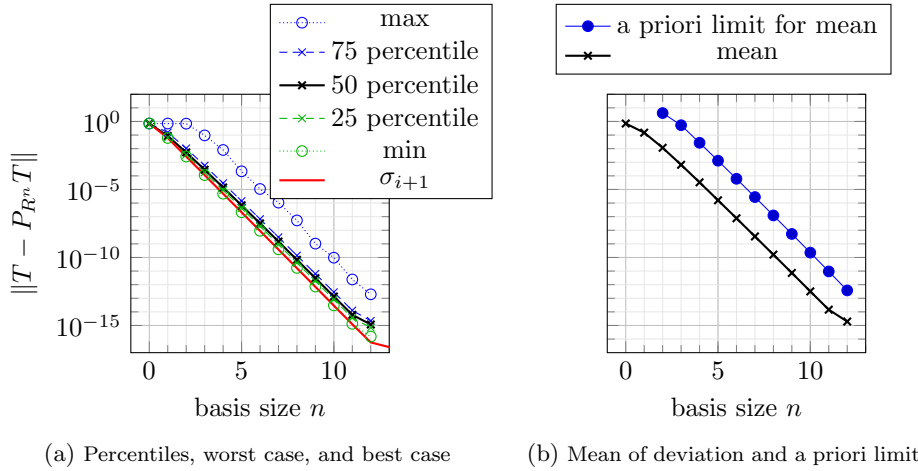 max
75 percentile
50 percentile
25 percentile
min
σ_{i+1}
a priori limit for mean
mean
‖T − P_{R^n} T‖
10^0
10^{−5}
10^{−10}
10^{−15}
0 5 10
basis size n
0 5 10
basis size n
(a) Percentiles, worst case, and best case
(b) Mean of deviation and a priori limit